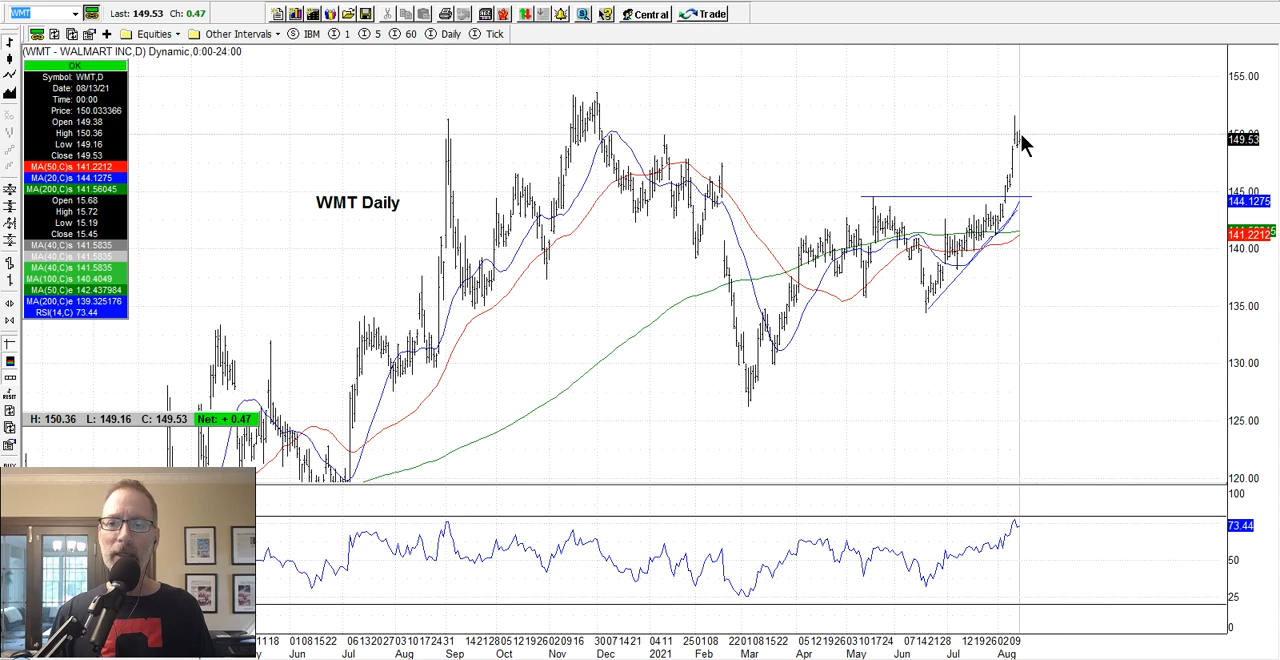 WMT
Last: 149.53 Ch: 0.47
Central
Trade
Equities
Other Intervals
IBM
1
5
60
Daily
Tick
(WMT - WALMART INC,D) Dynamic,0:00-24:00
OK
Symbol: WMT,D
Date: 08/13/21
Time: 00:00
Price: 150.033366
Open 149.38
High 150.36
Low 149.16
Close 149.53
MA(50,C)s 141.2212
MA(20,C)s 144.1275
MA(200,C)s 141.56045
Open 15.68
High 15.72
Low 15.19
Close 15.45
MA(40,C)s 141.5835
MA(40,C)s 141.5835
MA(40,C)s 141.5835
MA(100,C)s 140.4049
MA(50,C)e 142.437984
MA(200,C)e 139.325176
RSI(14,C) 73.44
RESET
WMT Daily
155.00
149.53
145.00
144.1275
141.2212
140.00
135.00
130.00
125.00
120.00
H: 150.36 L: 149.16 C: 149.53 Net: + 0.47
100
73.44
50
25
0
Jun Jul Aug Sep Oct Nov Dec 2021 Feb Mar Apr May Jun Jul Aug